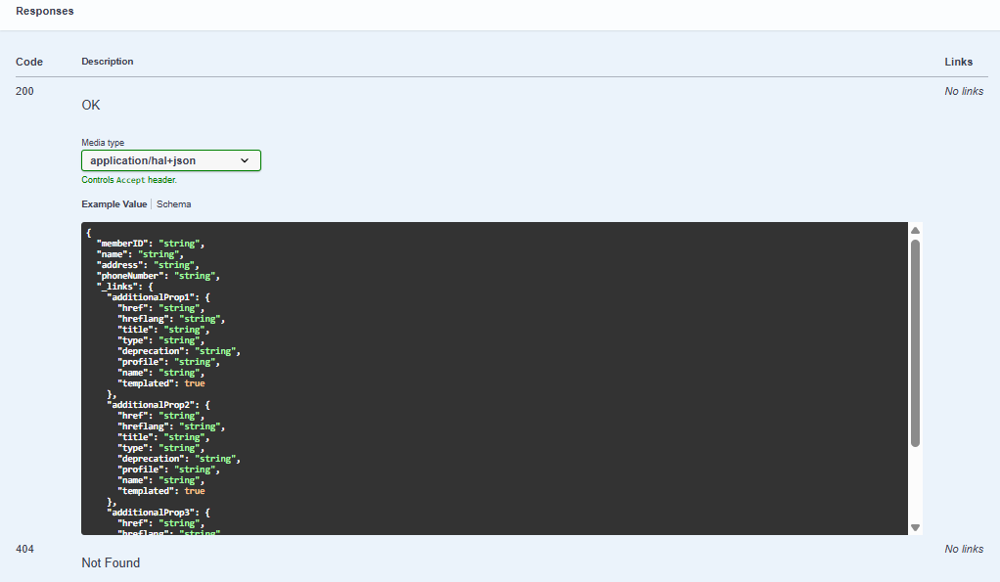 Responses
Code Description Links
200 No links
OK
Media type
application/hal+json
Controls Accept header.
Example Value Schema
{
"memberID": "string",
"name": "string",
"address": "string",
"phoneNumber": "string",
"_links": {
"additionalProp1": {
"href": "string",
"hreflang": "string",
"title": "string",
"type": "string",
"deprecation": "string",
"profile": "string",
"name": "string",
"templated": true
},
"additionalProp2": {
"href": "string",
"hreflang": "string",
"title": "string",
"type": "string",
"deprecation": "string",
"profile": "string",
"name": "string",
"templated": true
},
"additionalProp3": {
"href": "string",
"hreflang": "string"
404 No links
Not Found